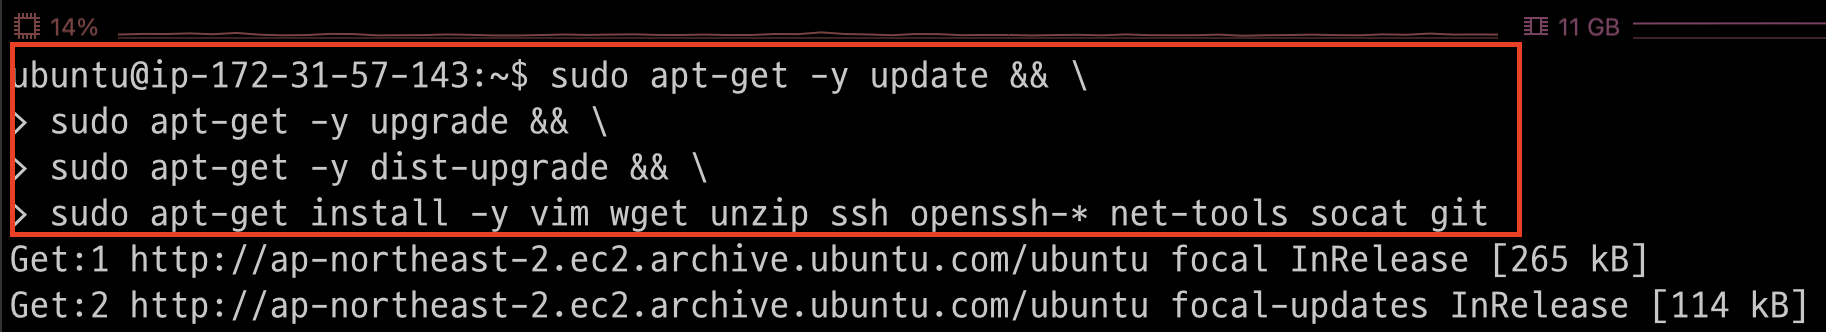 14%
11 GB
ubuntu@ip-172-31-57-143:~$ sudo apt-get -y update && \
> sudo apt-get -y upgrade && \
> sudo apt-get -y dist-upgrade && \
> sudo apt-get install -y vim wget unzip ssh openssh-* net-tools socat git
Get:1 http://ap-northeast-2.ec2.archive.ubuntu.com/ubuntu focal InRelease [265 kB]
Get:2 http://ap-northeast-2.ec2.archive.ubuntu.com/ubuntu focal-updates InRelease [114 kB]